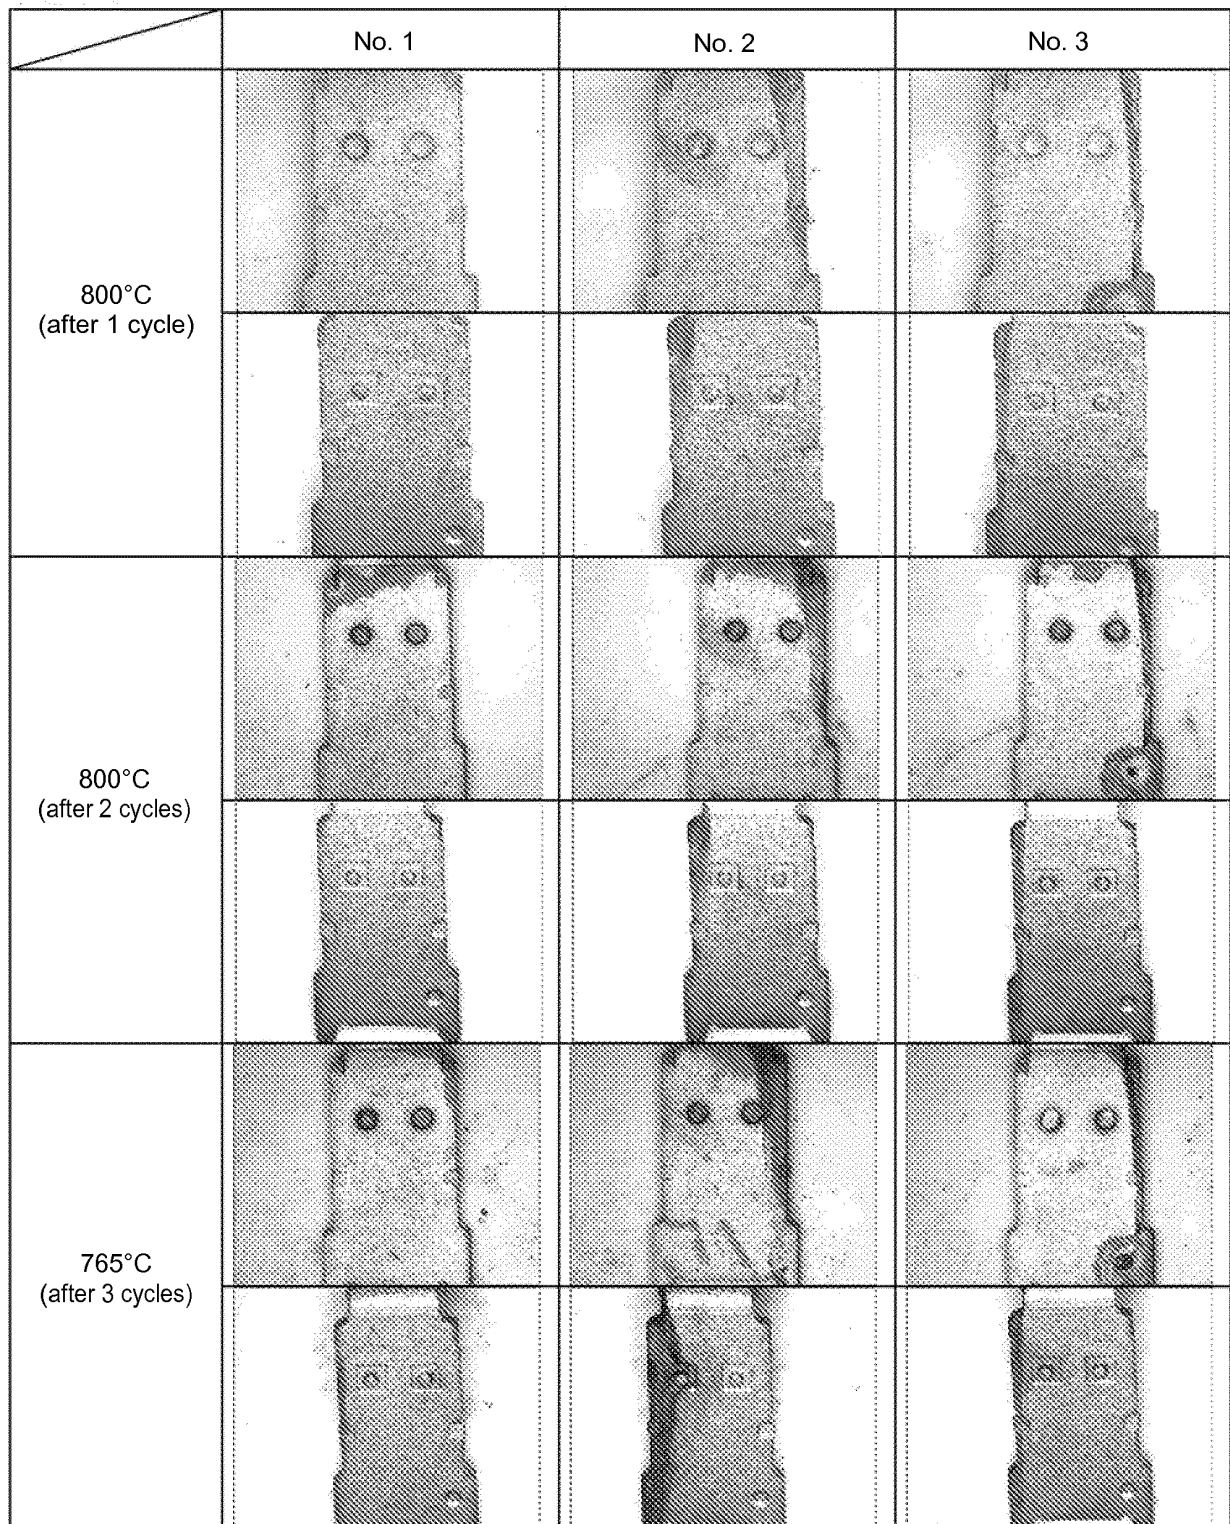 No. 1
No. 2
No. 3
800°C
(after 1 cycle)
800°C
(after 2 cycles)
765°C
(after 3 cycles)